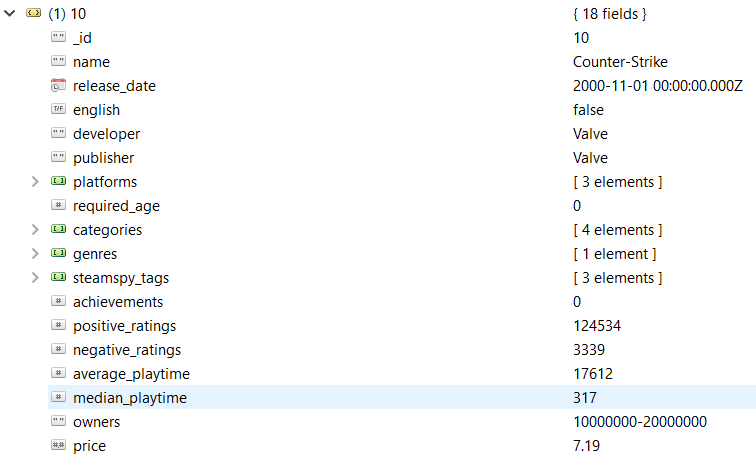 (1) 10 { 18 fields }
"" _id 10
"" name Counter-Strike
release_date 2000-11-01 00:00:00.000Z
T/F english false
"" developer Valve
"" publisher Valve
platforms [ 3 elements ]
# required_age 0
categories [ 4 elements ]
genres [ 1 element ]
steamspy_tags [ 3 elements ]
# achievements 0
# positive_ratings 124534
# negative_ratings 3339
# average_playtime 17612
# median_playtime 317
"" owners 10000000-20000000
#.# price 7.19